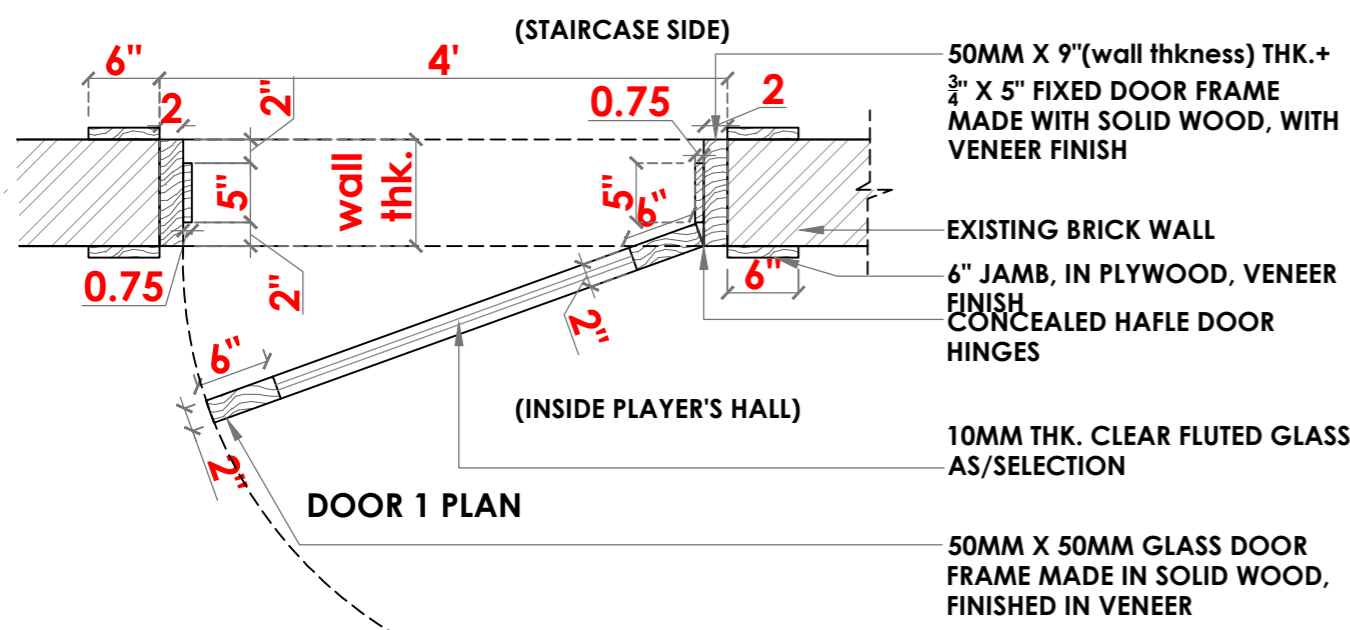 (STAIRCASE SIDE)
6"
4'
2"
2
0.75
2
5"
wall
thk.
5"
6"
0.75
2"
6"
2"
6"
2"
(INSIDE PLAYER'S HALL)
DOOR 1 PLAN
50MM X 9"(wall thkness) THK.+
¾" X 5" FIXED DOOR FRAME
MADE WITH SOLID WOOD, WITH
VENEER FINISH
EXISTING BRICK WALL
6" JAMB, IN PLYWOOD, VENEER
FINISH
CONCEALED HAFLE DOOR
HINGES
10MM THK. CLEAR FLUTED GLASS
AS/SELECTION
50MM X 50MM GLASS DOOR
FRAME MADE IN SOLID WOOD,
FINISHED IN VENEER